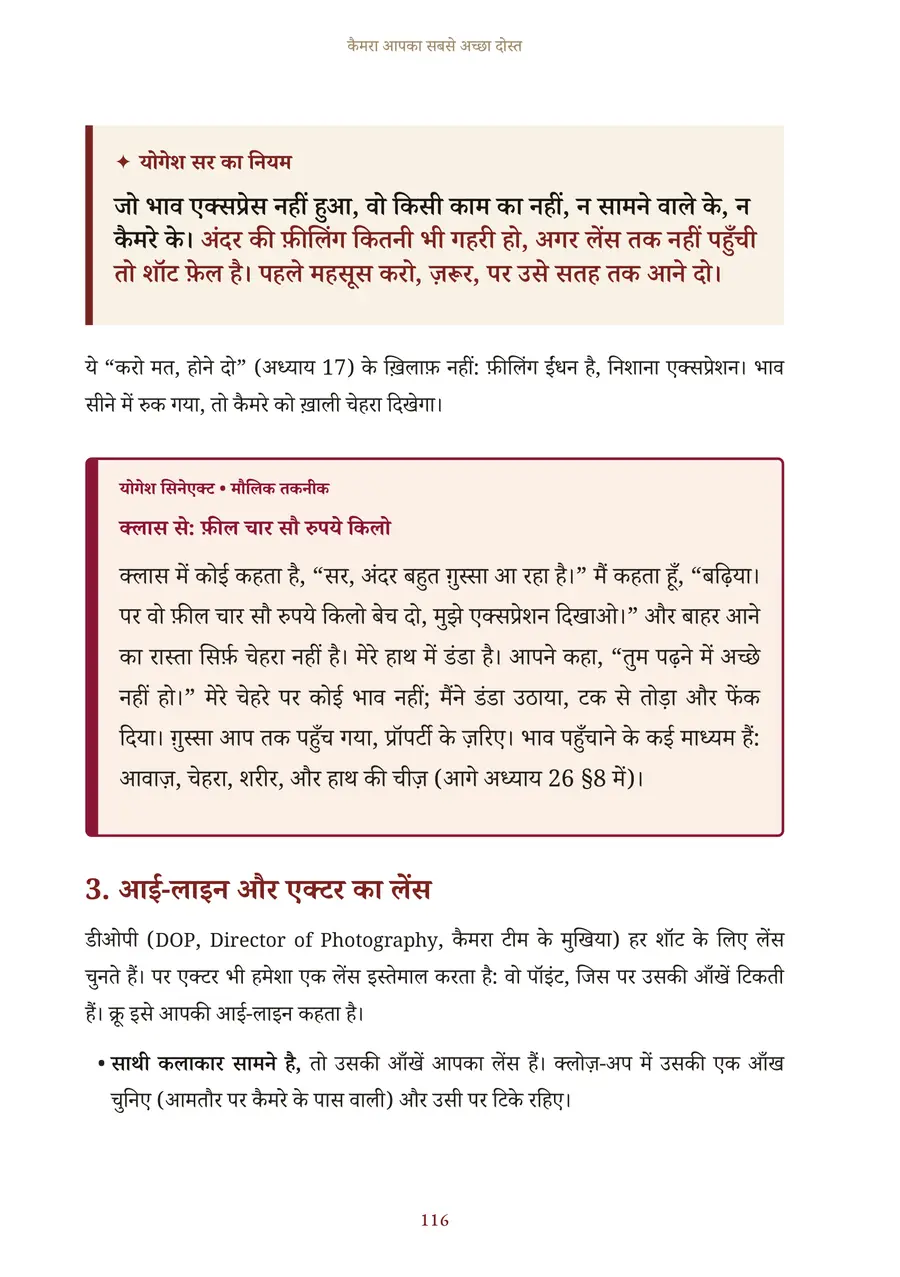 कैमरा आपका सबसे अच्छा दोस्त
✦ योगेश सर का नियम
जो भाव एक्सप्रेस नहीं हुआ, वो किसी काम का नहीं, न सामने वाले के, न
कैमरे के। अंदर की फ़ीलिंग कितनी भी गहरी हो, अगर लेंस तक नहीं पहुँची
तो शॉट फ़ेल है। पहले महसूस करो, ज़रूर, पर उसे सतह तक आने दो।
ये “करो मत, होने दो” (अध्याय 17) के ख़िलाफ़ नहीं: फ़ीलिंग ईंधन है, निशाना एक्सप्रेशन। भाव
सीने में रुक गया, तो कैमरे को ख़ाली चेहरा दिखेगा।
योगेश सिनेएक्ट • मौलिक तकनीक
क्लास से: फ़ील चार सौ रुपये किलो
क्लास में कोई कहता है, “सर, अंदर बहुत ग़ुस्सा आ रहा है।” मैं कहता हूँ, “बढ़िया।
पर वो फ़ील चार सौ रुपये किलो बेच दो, मुझे एक्सप्रेशन दिखाओ।” और बाहर आने
का रास्ता सिर्फ़ चेहरा नहीं है। मेरे हाथ में डंडा है। आपने कहा, “तुम पढ़ने में अच्छे
नहीं हो।” मेरे चेहरे पर कोई भाव नहीं; मैंने डंडा उठाया, टक से तोड़ा और फेंक
दिया। ग़ुस्सा आप तक पहुँच गया, प्रॉपर्टी के ज़रिए। भाव पहुँचाने के कई माध्यम हैं:
आवाज़, चेहरा, शरीर, और हाथ की चीज़ (आगे अध्याय 26 §8 में)।
3. आई-लाइन और एक्टर का लेंस
डीओपी (DOP, Director of Photography, कैमरा टीम के मुखिया) हर शॉट के लिए लेंस
चुनते हैं। पर एक्टर भी हमेशा एक लेंस इस्तेमाल करता है: वो पॉइंट, जिस पर उसकी आँखें टिकती
हैं। क्रू इसे आपकी आई-लाइन कहता है।
• साथी कलाकार सामने है, तो उसकी आँखें आपका लेंस हैं। क्लोज़-अप में उसकी एक आँख
चुनिए (आमतौर पर कैमरे के पास वाली) और उसी पर टिके रहिए।
116